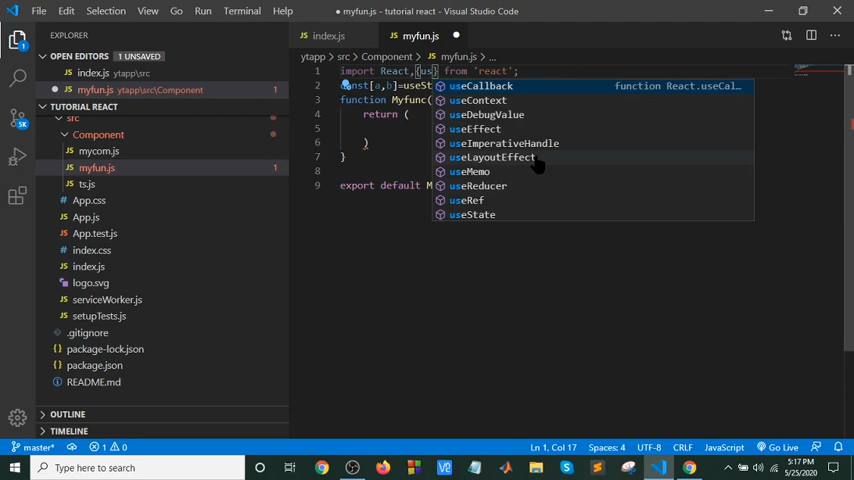 File Edit Selection View Go Run Terminal Help
● myfun.js - tutorial react - Visual Studio Code
EXPLORER
OPEN EDITORS 1 UNSAVED
JS index.js ytapp\src
● JS myfun.js ytapp\src\Component 1
TUTORIAL REACT
src
Component
JS mycom.js
JS myfun.js 1
JS ts.js
App.css
JS App.js
JS App.test.js
index.css
JS index.js
logo.svg
JS serviceWorker.js
JS setupTests.js
.gitignore
{} package-lock.json
{} package.json
README.md
OUTLINE
TIMELINE
1
5K
JS index.js
JS myfun.js ●
ytapp > src > Component > JS myfun.js > ...
1 import React,{us} from 'react';
2 const[a,b]=useSt
3 function Myfunc(
4 return (
5
6 )
7 }
8
9 export default M
useCallback function React.useCal...
useContext
useDebugValue
useEffect
useImperativeHandle
useLayoutEffect
useMemo
useReducer
useRef
useState
master* 1 0 Ln 1, Col 17 Spaces: 4 UTF-8 CRLF JavaScript Go Live
Type here to search
5:17 PM
5/25/2020